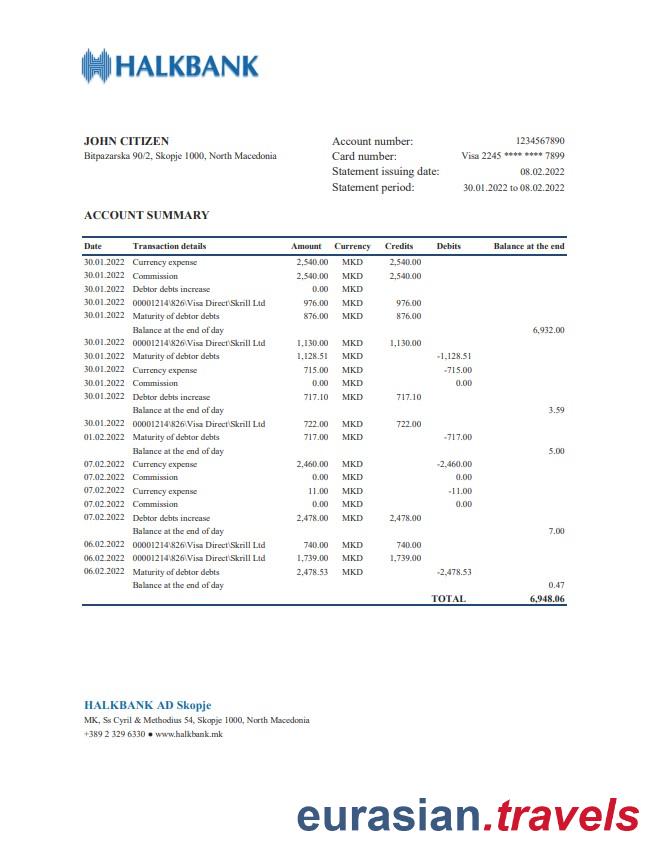 HALKBANK
JOHN CITIZEN
Bitpazarska 90/2, Skopje 1000, North Macedonia
Account number: 1234567890
Card number: Visa 2245 **** **** 7899
Statement issuing date: 08.02.2022
Statement period: 30.01.2022 to 08.02.2022
ACCOUNT SUMMARY
Date Transaction details Amount Currency Credits Debits Balance at the end
30.01.2022 Currency expense 2,540.00 MKD 2,540.00
30.01.2022 Commission 2,540.00 MKD 2,540.00
30.01.2022 Debtor debts increase 0.00 MKD
30.01.2022 00001214\826\Visa Direct\Skrill Ltd 976.00 MKD 976.00
30.01.2022 Maturity of debtor debts 876.00 MKD 876.00
Balance at the end of day 6,932.00
30.01.2022 00001214\826\Visa Direct\Skrill Ltd 1,130.00 MKD 1,130.00
30.01.2022 Maturity of debtor debts 1,128.51 MKD -1,128.51
30.01.2022 Currency expense 715.00 MKD -715.00
30.01.2022 Commission 0.00 MKD 0.00
30.01.2022 Debtor debts increase 717.10 MKD 717.10
Balance at the end of day 3.59
30.01.2022 00001214\826\Visa Direct\Skrill Ltd 722.00 MKD 722.00
01.02.2022 Maturity of debtor debts 717.00 MKD -717.00
Balance at the end of day 5.00
07.02.2022 Currency expense 2,460.00 MKD -2,460.00
07.02.2022 Commission 0.00 MKD 0.00
07.02.2022 Currency expense 11.00 MKD -11.00
07.02.2022 Commission 0.00 MKD 0.00
07.02.2022 Debtor debts increase 2,478.00 MKD 2,478.00
Balance at the end of day 7.00
06.02.2022 00001214\826\Visa Direct\Skrill Ltd 740.00 MKD 740.00
06.02.2022 00001214\826\Visa Direct\Skrill Ltd 1,739.00 MKD 1,739.00
06.02.2022 Maturity of debtor debts 2,478.53 MKD -2,478.53
Balance at the end of day 0.47
TOTAL 6,948.06
HALKBANK AD Skopje
MK, Ss Cyril & Methodius 54, Skopje 1000, North Macedonia
+389 2 329 6330 ● www.halkbank.mk
eurasian.travels